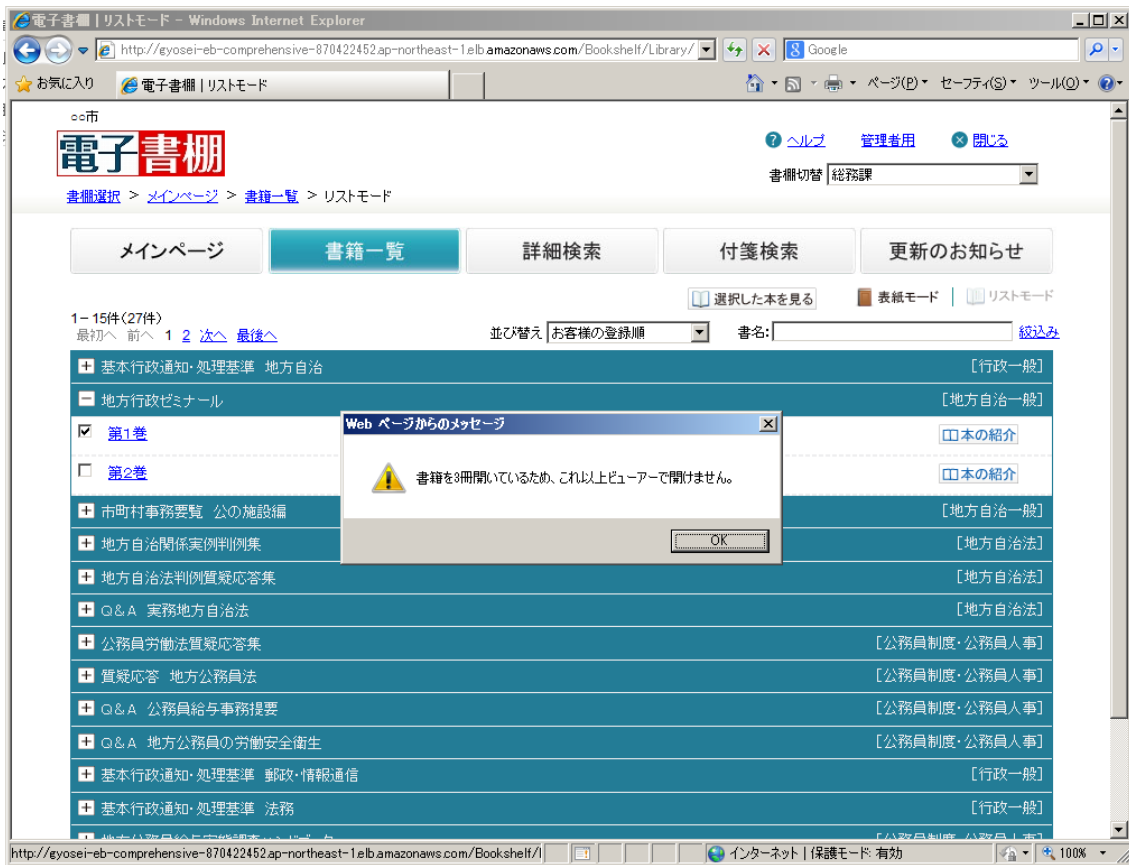 電子書棚 | リストモード - Windows Internet Explorer
http://gyosei-eb-comprehensive-870422452.ap-northeast-1.elb.amazonaws.com/Bookshelf/Library/
Google
お気に入り
電子書棚 | リストモード
ページ(P)
セーフティ(S)
ツール(O)
○○市
電子書棚
ヘルプ
管理者用
閉じる
書棚切替
総務課
書棚選択 > メインページ > 書籍一覧 > リストモード
メインページ
書籍一覧
詳細検索
付箋検索
更新のお知らせ
選択した本を見る
表紙モード
リストモード
1-15件(27件)
最初へ 前へ 1 2 次へ 最後へ
並び替え
お客様の登録順
書名:
絞込み
基本行政通知・処理基準 地方自治 [行政一般]
地方行政ゼミナール [地方自治一般]
Web ページからのメッセージ
第1巻
本の紹介
書籍を3冊開いているため、これ以上ビューアーで開けません。
第2巻
本の紹介
市町村事務要覧 公の施設編 [地方自治一般]
OK
地方自治関係実例判例集 [地方自治法]
地方自治法判例質疑応答集 [地方自治法]
Q&A 実務地方自治法 [地方自治法]
公務員労働法質疑応答集 [公務員制度・公務員人事]
質疑応答 地方公務員法 [公務員制度・公務員人事]
Q&A 公務員給与事務提要 [公務員制度・公務員人事]
Q&A 地方公務員の労働安全衛生 [公務員制度・公務員人事]
基本行政通知・処理基準 郵政・情報通信 [行政一般]
基本行政通知・処理基準 法務 [行政一般]
http://gyosei-eb-comprehensive-870422452.ap-northeast-1.elb.amazonaws.com/Bookshelf/l
インターネット | 保護モード: 有効
100%